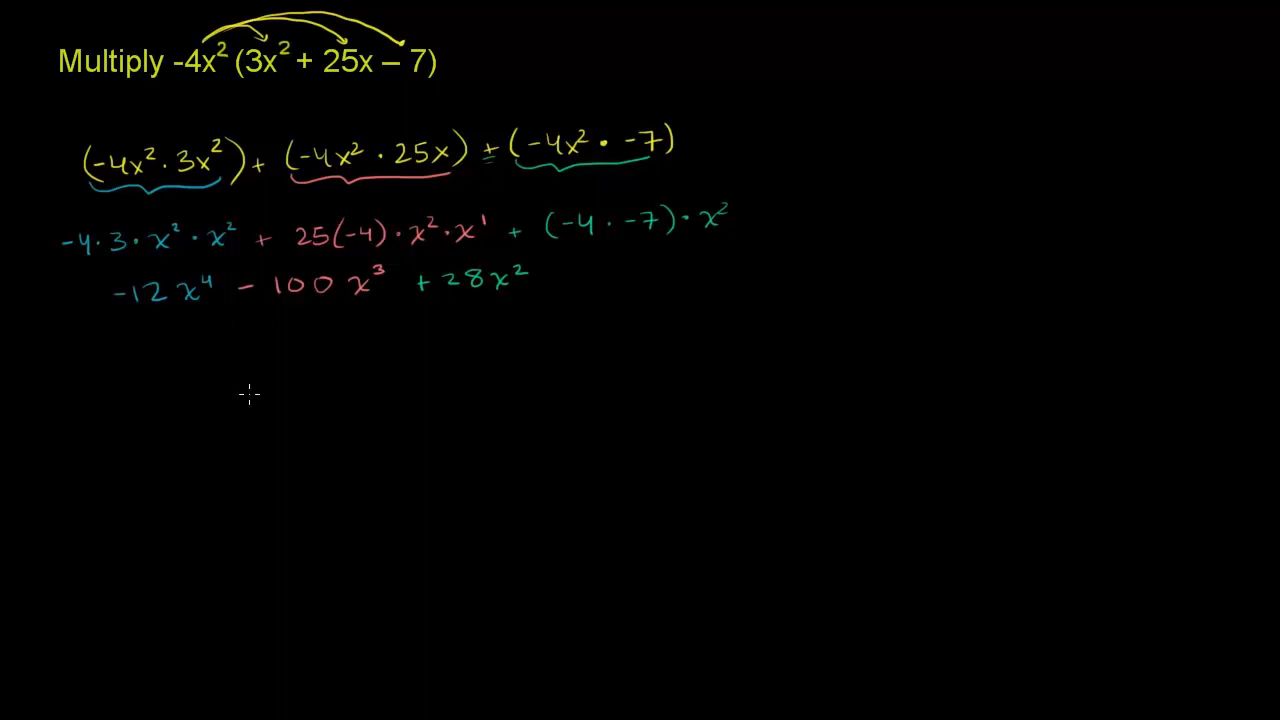 Multiply -4x² (3x² + 25x – 7)
(-4x² · 3x²) + (-4x² · 25x) + (-4x² · -7)
-4 · 3 · x² · x² + 25(-4) · x² · x¹ + (-4 · -7) · x²
-12x⁴ - 100x³ + 28x²